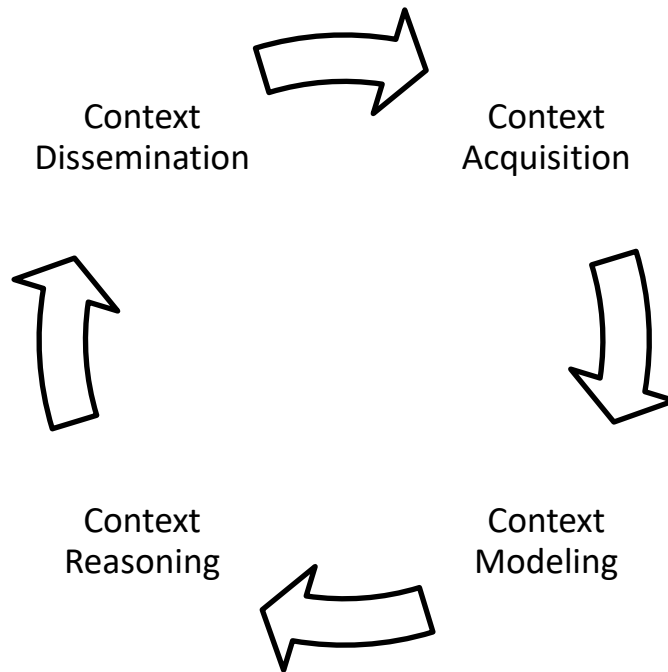 Context
Dissemination
Context
Acquisition
Context
Reasoning
Context
Modeling